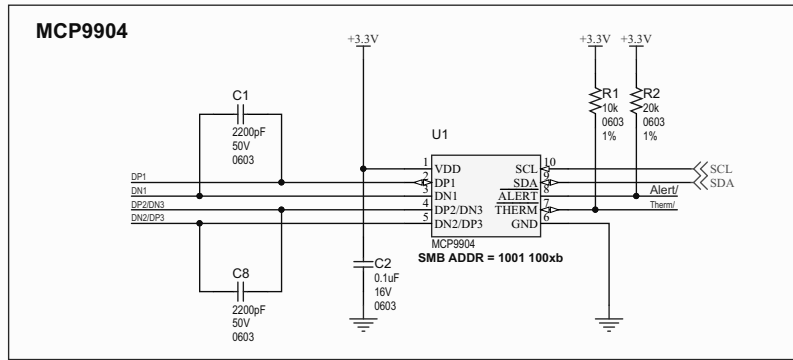 MCP9904
+3.3V
+3.3V
+3.3V
C1
2200pF
50V
0603
R1
10k
0603
1%
R2
20k
0603
1%
U1
1 VDD
2 DP1
3 DN1
4 DP2/DN3
5 DN2/DP3
SCL 10
SDA 9
ALERT 8
THERM 7
GND 6
MCP9904
SMB ADDR = 1001 100xb
DP1
DN1
DP2/DN3
DN2/DP3
SCL
SDA
Alert/
Therm/
C2
0.1uF
16V
0603
C8
2200pF
50V
0603